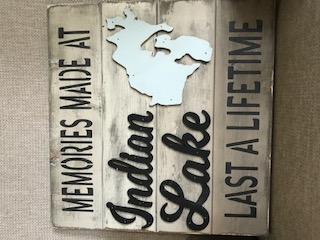 MEMORIES MADE AT
Indian
Lake
LAST A LIFETIME